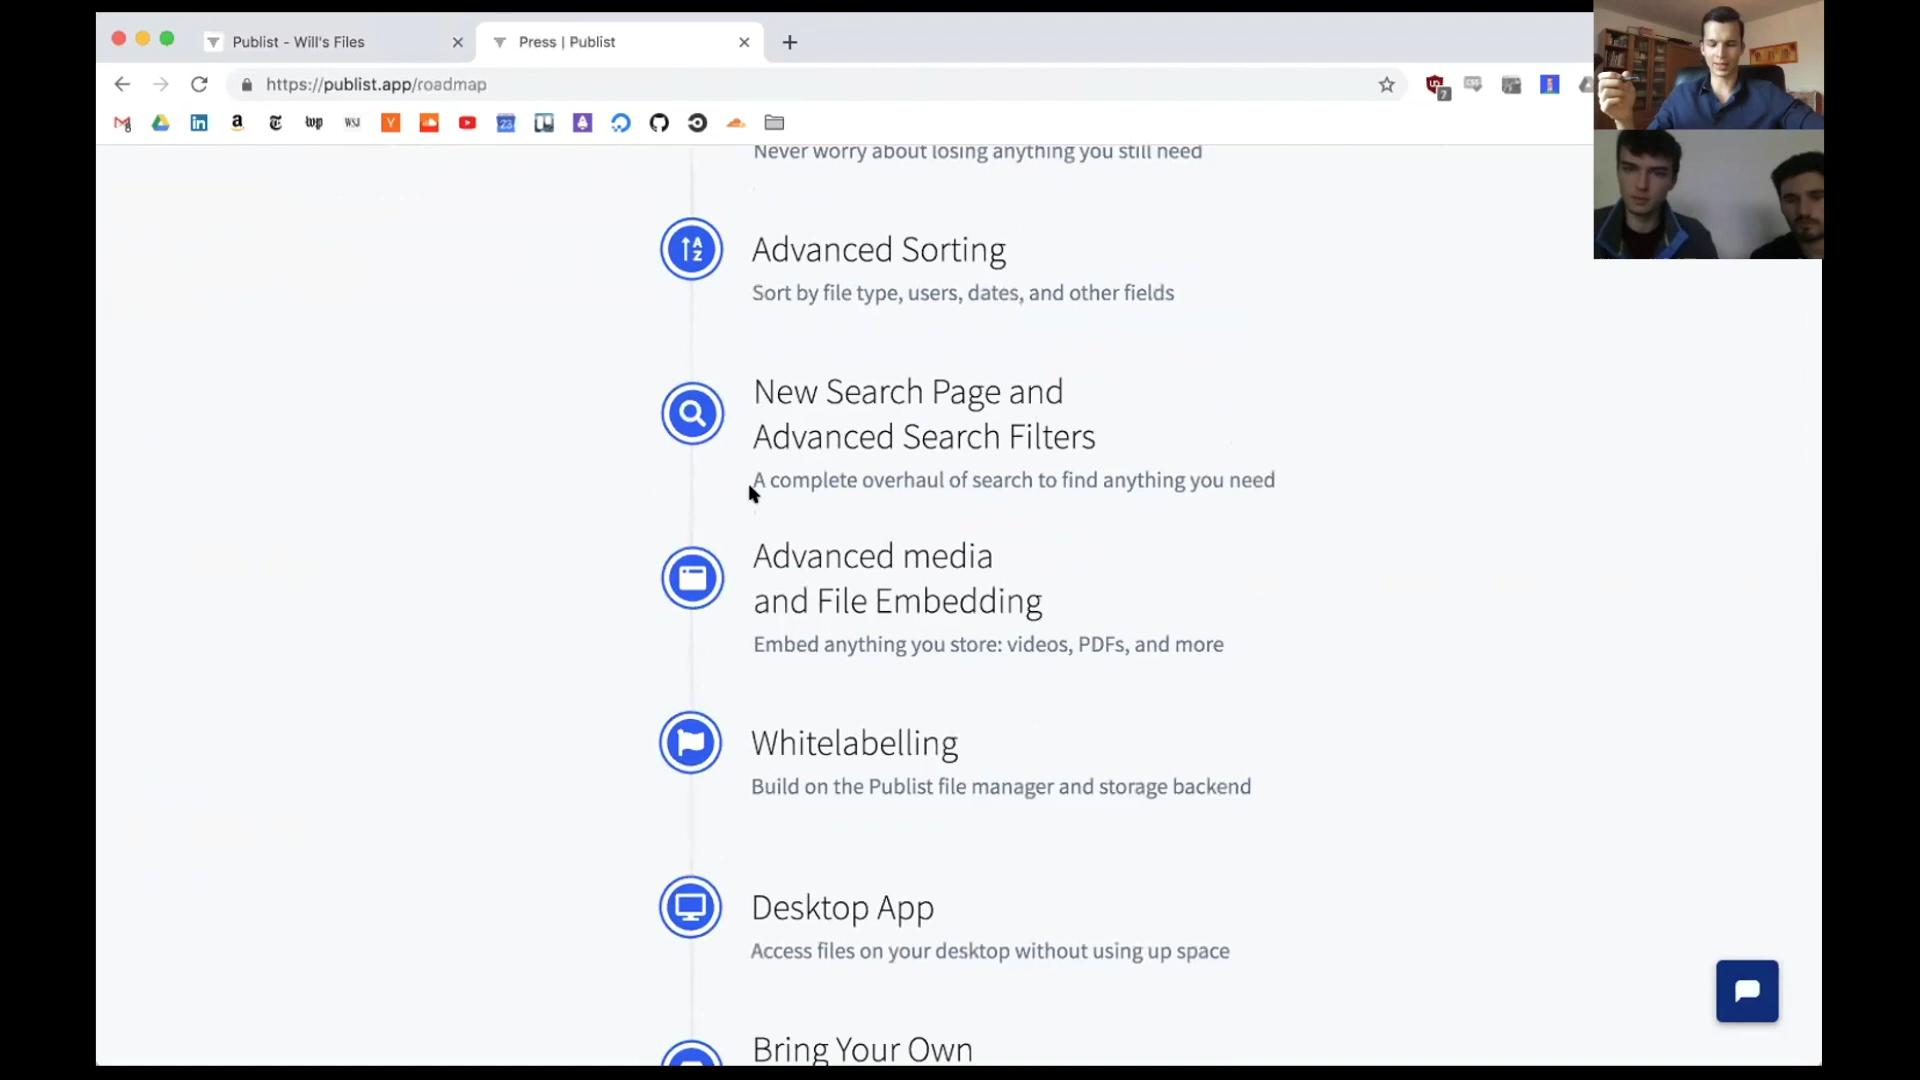 Publist - Will's Files
Press | Publist
https://publist.app/roadmap
Never worry about losing anything you still need
Advanced Sorting
Sort by file type, users, dates, and other fields
New Search Page and
Advanced Search Filters
A complete overhaul of search to find anything you need
Advanced media
and File Embedding
Embed anything you store: videos, PDFs, and more
Whitelabelling
Build on the Publist file manager and storage backend
Desktop App
Access files on your desktop without using up space
Bring Your Own